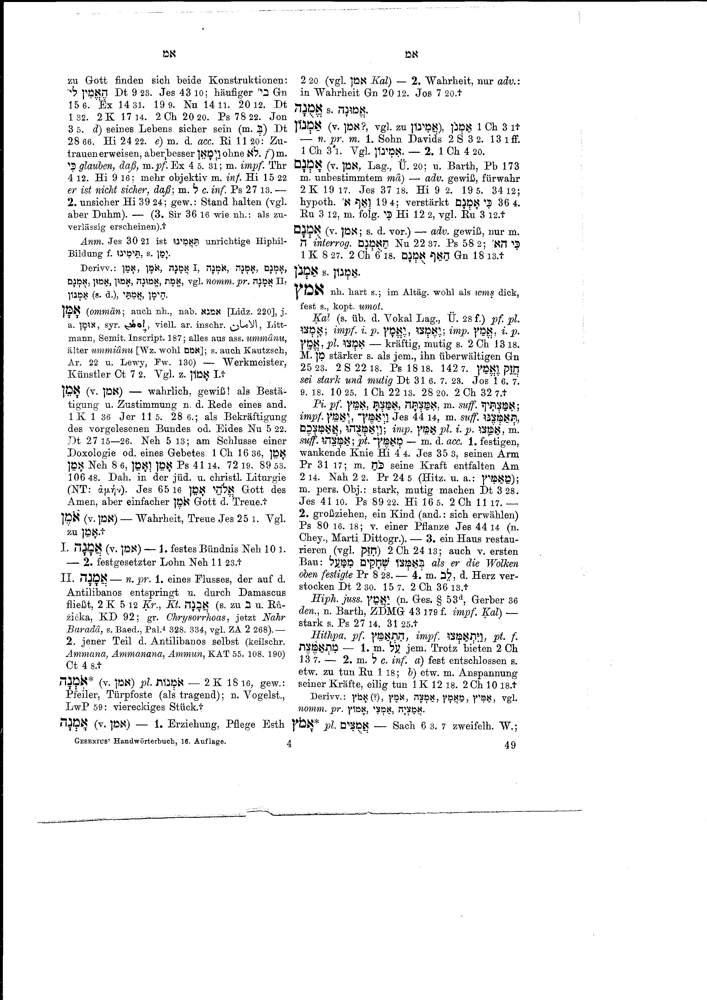 אמ
zu Gott finden sich beide Konstruktionen:
הֶאֱמִין לי׳ Dt 9 23. Jes 43 10; häufiger בי׳ Gn
15 6. Ex 14 31. 19 9. Nu 14 11. 20 12. Dt
1 32. 2 K 17 14. 2 Ch 20 20. Ps 78 22. Jon
3 5. d) seines Lebens sicher sein (m. בְּ) Dt
28 66. Hi 24 22. e) m. d. acc. Ri 11 20: Zu-
trauen erweisen, aber besser וַיְמָאֵן ohne לֹא. f) m.
כִּי glauben, daß, m. pf. Ex 4 5. 31; m. impf. Thr
4 12. Hi 9 16; mehr objektiv m. inf. Hi 15 22
er ist nicht sicher, daß; m. לְ c. inf. Ps 27 13. —
2. unsicher Hi 39 24; gew.: Stand halten (vgl.
aber Duhm). — (3. Sir 36 16 wie nh.: als zu-
verlässig erscheinen).†
Anm. Jes 30 21 ist תַּאֲמִינוּ unrichtige Hiphil-
Bildung f. תֵּימִינוּ, s. יָמַן.
Derivv.: אָמֵן, אֹמֶן, אֲמָנָה I, אֹמְנָה, אָמְנָה, אָמְנָם,
אֻמְנָם, אֵמוּן, אָמוּן, אֱמוּנָה, אֱמֶת, vgl. nomm. pr. אֲמָנָה II,
אַמְנוֹן (s. d.), הֵימָן, אֲמִתַּי.
אָמָּן (ommān; auch nh., nab. אמנא [Lidz. 220], j.
a. אוּמָּן, syr. , viell. ar. inschr. الامان, Litt-
mann, Semit. Inscript. 187; alles aus ass. ummânu,
älter ummiânu [Wz. wohl אמם]; s. auch Kautzsch,
Ar. 22 u. Lewy, Fw. 130) — Werkmeister,
Künstler Ct 7 2. Vgl. z. אָמוֹן I.†
אָמֵן (v. אמן) — wahrlich, gewiß! als Bestä-
tigung u. Zustimmung n. d. Rede eines and.
1 K 1 36 Jer 11 5. 28 6.; als Bekräftigung
des vorgelesenen Bundes od. Eides Nu 5 22.
Dt 27 15—26. Neh 5 13; am Schlusse einer
Doxologie od. eines Gebetes 1 Ch 16 36, אָמֵן
אָמֵן Neh 8 6, אָמֵן וְאָמֵן Ps 41 14. 72 19. 89 53.
106 48. Dah. in der jüd. u. christl. Liturgie
(NT: ἀμήν). Jes 65 16 אֱלֹהֵי אָמֵן Gott des
Amen, aber einfacher אֹמֶן Gott d. Treue.†
אֹמֶן (v. אמן) — Wahrheit, Treue Jes 25 1. Vgl.
zu אָמֵן.†
I. אֲמָנָה (v. אמן) — 1. festes Bündnis Neh 10 1.
— 2. festgesetzter Lohn Neh 11 23.†
II. אֲמָנָה — n. pr. 1. eines Flusses, der auf d.
Antilibanos entspringt u. durch Damascus
fließt, 2 K 5 12 Ḳr., Kt. אֲבָנָה (s. zu ב u. Rů-
žička, KD 92; gr. Chrysorrhoas, jetzt Nahr
Baradâ, s. Baed., Pal.⁴ 328. 334, vgl. ZA 2 268). —
2. jener Teil d. Antilibanos selbst (keilschr.
Ammana, Ammanana, Ammun, KAT 55. 108. 190)
Ct 4 8.†
אֹמְנָה* (v. אמן) pl. אֹמְנוֹת — 2 K 18 16, gew.:
Pfeiler, Türpfoste (als tragend); n. Vogelst.,
LwP 59: viereckiges Stück.†
אָמְנָה (v. אמן) — 1. Erziehung, Pflege Esth
GESENIUS' Handwörterbuch, 16. Auflage.
4
אמ
2 20 (vgl. אמן Ḳal) — 2. Wahrheit, nur adv.:
in Wahrheit Gn 20 12. Jos 7 20.†
אֱמֻנָה s. אֱמוּנָה.
אַמְנוֹן (v. אמן?, vgl. zu אֲמִינוֹן), אַמְנֹן 1 Ch 3 1†
— n. pr. m. 1. Sohn Davids 2 S 3 2. 13 1 ff.
1 Ch 3 1. Vgl. אֲמִינוֹן. — 2. 1 Ch 4 20.
אָמְנָם (v. אמן, Lag., Ü. 20; u. Barth, Pb 173
m. unbestimmtem mâ) — adv. gewiß, fürwahr
2 K 19 17. Jes 37 18. Hi 9 2. 19 5. 34 12;
hypoth. וְאַף א׳ 19 4; verstärkt כִּי אָמְנָם 36 4.
Ru 3 12, m. folg. כִּי Hi 12 2, vgl. Ru 3 12.†
אֻמְנָם (v. אמן; s. d. vor.) — adv. gewiß, nur m.
ה interrog. הַאֻמְנָם Nu 22 37. Ps 58 2; כִּי הא׳
1 K 8 27. 2 Ch 6 18. הַאַף אֻמְנָם Gn 18 13.†
אַמְנֹן s. אַמְנוֹן.
אמץ nh. hart s.; im Altäg. wohl als wmṣ dick,
fest s., kopt. umot.
Ḳal (s. üb. d. Vokal Lag., Ü. 28 f.) pf. pl.
אָמְצוּ; impf. i. p. יֶאֱמָץ, יֶאֶמְצוּ; imp. אֱמַץ, i. p.
אֱמָץ, pl. אִמְצוּ — kräftig, mutig s. 2 Ch 13 18.
M. מִן stärker s. als jem., ihn überwältigen Gn
25 23. 2 S 22 18. Ps 18 18. 142 7. חֲזַק וֶאֱמַץ
sei stark und mutig Dt 31 6. 7. 23. Jos 1 6. 7.
9. 18. 10 25. 1 Ch 22 13. 28 20. 2 Ch 32 7.†
Pi. pf. אִמֵּץ, אִמַּצְתָּ, אִמַּצְתָּה, m. suff. אִמַּצְתִּיךָ;
impf. יְאַמֵּץ, וַיְאַמֶּץ־ Jes 44 14, m. suff. תְאַמְּצֶנּוּ,
וַיְאַמְּצֻהוּ, אֲאַמִּצְכֶם; imp. אַמֵּץ pl. i. p. אַמֵּצוּ, m.
suff. אַמְּצֵהוּ; pt. מְאַמֶּץ־ — m. d. acc. 1. festigen,
wankende Knie Hi 4 4. Jes 35 3, seinen Arm
Pr 31 17; m. כֹּחַ seine Kraft entfalten Am
2 14. Nah 2 2. Pr 24 5 (Hitz. u. a.: מֵאַמִּיץ);
m. pers. Obj.: stark, mutig machen Dt 3 28.
Jes 41 10. Ps 89 22. Hi 16 5. 2 Ch 11 17. —
2. großziehen, ein Kind (and.: sich erwählen)
Ps 80 16. 18; v. einer Pflanze Jes 44 14 (n.
Chey., Marti Dittogr.). — 3. ein Haus restau-
rieren (vgl. חִזֵּק) 2 Ch 24 13; auch v. ersten
Bau: בְּאַמְּצוֹ שְׁחָקִים מִמַּעַל als er die Wolken
oben festigte Pr 8 28. — 4. m. לֵב, d. Herz ver-
stocken Dt 2 30. 15 7. 2 Ch 36 13.†
Hiph. juss. יַאֲמֵץ (n. Ges. § 53ᵈ, Gerber 36
den., n. Barth, ZDMG 43 179 f. impf. Ḳal) —
stark s. Ps 27 14. 31 25.†
Hithpa. pf. הִתְאַמֵּץ, impf. וַיִּתְאַמְּצוּ, pt. f.
מִתְאַמֶּצֶת — 1. m. עַל jem. Trotz bieten 2 Ch
13 7. — 2. m. לְ c. inf. a) fest entschlossen s.
etw. zu tun Ru 1 18; b) etw. m. Anspannung
seiner Kräfte, eilig tun 1 K 12 18. 2 Ch 10 18.†
Derivv.: אָמֹץ (?), אֹמֶץ, אַמְצָה, מַאֲמָץ, אַמִּיץ, vgl.
nomm. pr. אָמוֹץ, אַמְצִי, אֲמַצְיָה.
אָמֹץ* pl. אֲמֻצִּים — Sach 6 3. 7 zweifelh. W.;
49